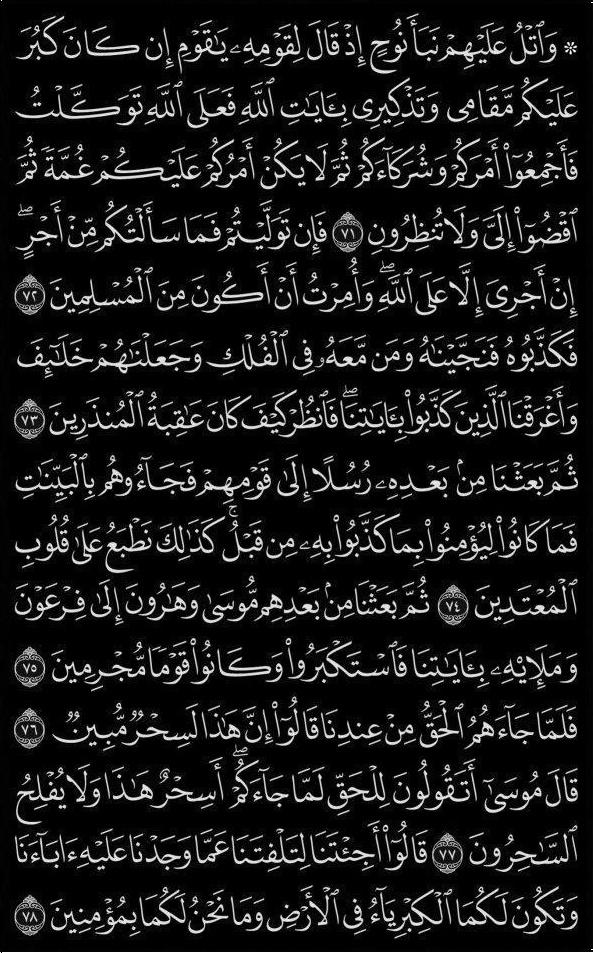 ۞ وَٱتۡلُ عَلَيۡهِمۡ نَبَأَ نُوحٍ إِذۡ قَالَ لِقَوۡمِهِۦ يَٰقَوۡمِ إِن كَانَ كَبُرَ
عَلَيۡكُم مَّقَامِي وَتَذۡكِيرِي بِـَٔايَٰتِ ٱللَّهِ فَعَلَى ٱللَّهِ تَوَكَّلۡتُ
فَأَجۡمِعُوٓاْ أَمۡرَكُمۡ وَشُرَكَآءَكُمۡ ثُمَّ لَا يَكُنۡ أَمۡرُكُمۡ عَلَيۡكُمۡ غُمَّةٗ ثُمَّ
ٱقۡضُوٓاْ إِلَيَّ وَلَا تُنظِرُونِ ٧١ فَإِن تَوَلَّيۡتُمۡ فَمَا سَأَلۡتُكُم مِّنۡ أَجۡرٍۖ
إِنۡ أَجۡرِيَ إِلَّا عَلَى ٱللَّهِۖ وَأُمِرۡتُ أَنۡ أَكُونَ مِنَ ٱلۡمُسۡلِمِينَ ٧٢
فَكَذَّبُوهُ فَنَجَّيۡنَٰهُ وَمَن مَّعَهُۥ فِي ٱلۡفُلۡكِ وَجَعَلۡنَٰهُمۡ خَلَٰٓئِفَ
وَأَغۡرَقۡنَا ٱلَّذِينَ كَذَّبُواْ بِـَٔايَٰتِنَاۖ فَٱنظُرۡ كَيۡفَ كَانَ عَٰقِبَةُ ٱلۡمُنذَرِينَ ٧٣
ثُمَّ بَعَثۡنَا مِنۢ بَعۡدِهِۦ رُسُلًا إِلَىٰ قَوۡمِهِمۡ فَجَآءُوهُم بِٱلۡبَيِّنَٰتِ
فَمَا كَانُواْ لِيُؤۡمِنُواْ بِمَا كَذَّبُواْ بِهِۦ مِن قَبۡلُۚ كَذَٰلِكَ نَطۡبَعُ عَلَىٰ قُلُوبِ
ٱلۡمُعۡتَدِينَ ٧٤ ثُمَّ بَعَثۡنَا مِنۢ بَعۡدِهِم مُّوسَىٰ وَهَٰرُونَ إِلَىٰ فِرۡعَوۡنَ
وَمَلَإِيْهِۦ بِـَٔايَٰتِنَا فَٱسۡتَكۡبَرُواْ وَكَانُواْ قَوۡمٗا مُّجۡرِمِينَ ٧٥
فَلَمَّا جَآءَهُمُ ٱلۡحَقُّ مِنۡ عِندِنَا قَالُوٓاْ إِنَّ هَٰذَا لَسِحۡرٞ مُّبِينٞ ٧٦
قَالَ مُوسَىٰٓ أَتَقُولُونَ لِلۡحَقِّ لَمَّا جَآءَكُمۡۖ أَسِحۡرٌ هَٰذَا وَلَا يُفۡلِحُ
ٱلسَّٰحِرُونَ ٧٧ قَالُوٓاْ أَجِئۡتَنَا لِتَلۡفِتَنَا عَمَّا وَجَدۡنَا عَلَيۡهِ ءَابَآءَنَا
وَتَكُونَ لَكُمَا ٱلۡكِبۡرِيَآءُ فِي ٱلۡأَرۡضِ وَمَا نَحۡنُ لَكُمَا بِمُؤۡمِنِينَ ٧٨